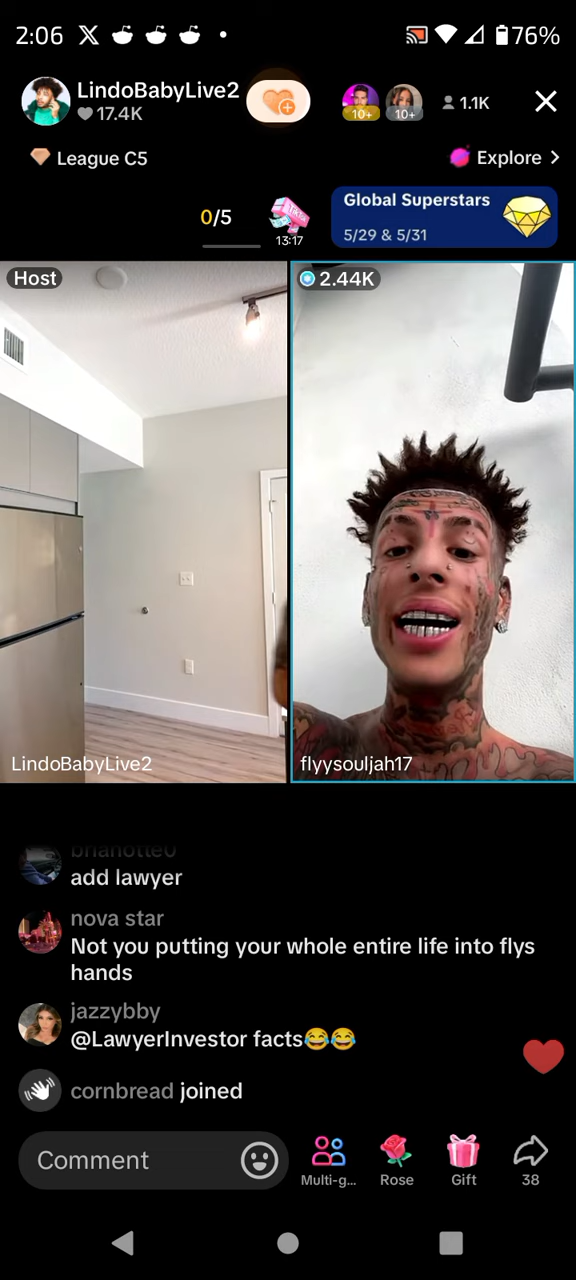 2:06 76%
LindoBabyLive2
17.4K 10+ 10+ 1.1K
League C5 Explore
0/5 13:17 Global Superstars
5/29 & 5/31
Host 2.44K
LindoBabyLive2 flyysouljah17
add lawyer
nova star
Not you putting your whole entire life into flys
hands
jazzybby
@LawyerInvestor facts😂😂
cornbread joined
Comment
Multi-g... Rose Gift 38